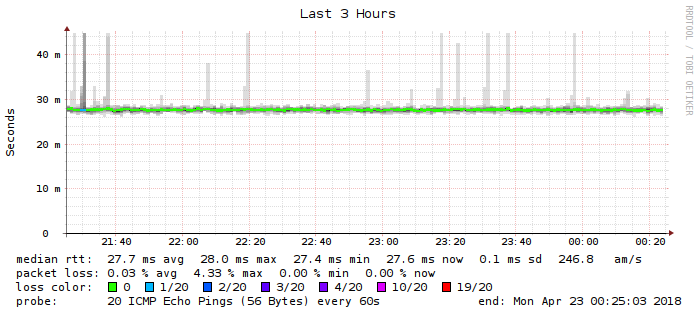 Last 3 Hours
RRDTOOL / TOBI OETIKER
Seconds
40 m
30 m
20 m
10 m
0
21:40 22:00 22:20 22:40 23:00 23:20 23:40 00:00 00:20
median rtt: 27.7 ms avg 28.0 ms max 27.4 ms min 27.6 ms now 0.1 ms sd 246.8 am/s
packet loss: 0.03 % avg 4.33 % max 0.00 % min 0.00 % now
loss color: 0 1/20 2/20 3/20 4/20 10/20 19/20
probe: 20 ICMP Echo Pings (56 Bytes) every 60s end: Mon Apr 23 00:25:03 2018